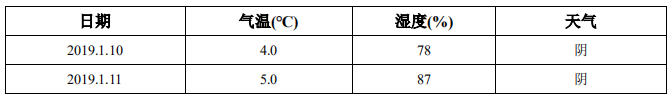 日期 气温(℃) 湿度(%) 天气
2019.1.10 4.0 78 阴
2019.1.11 5.0 87 阴